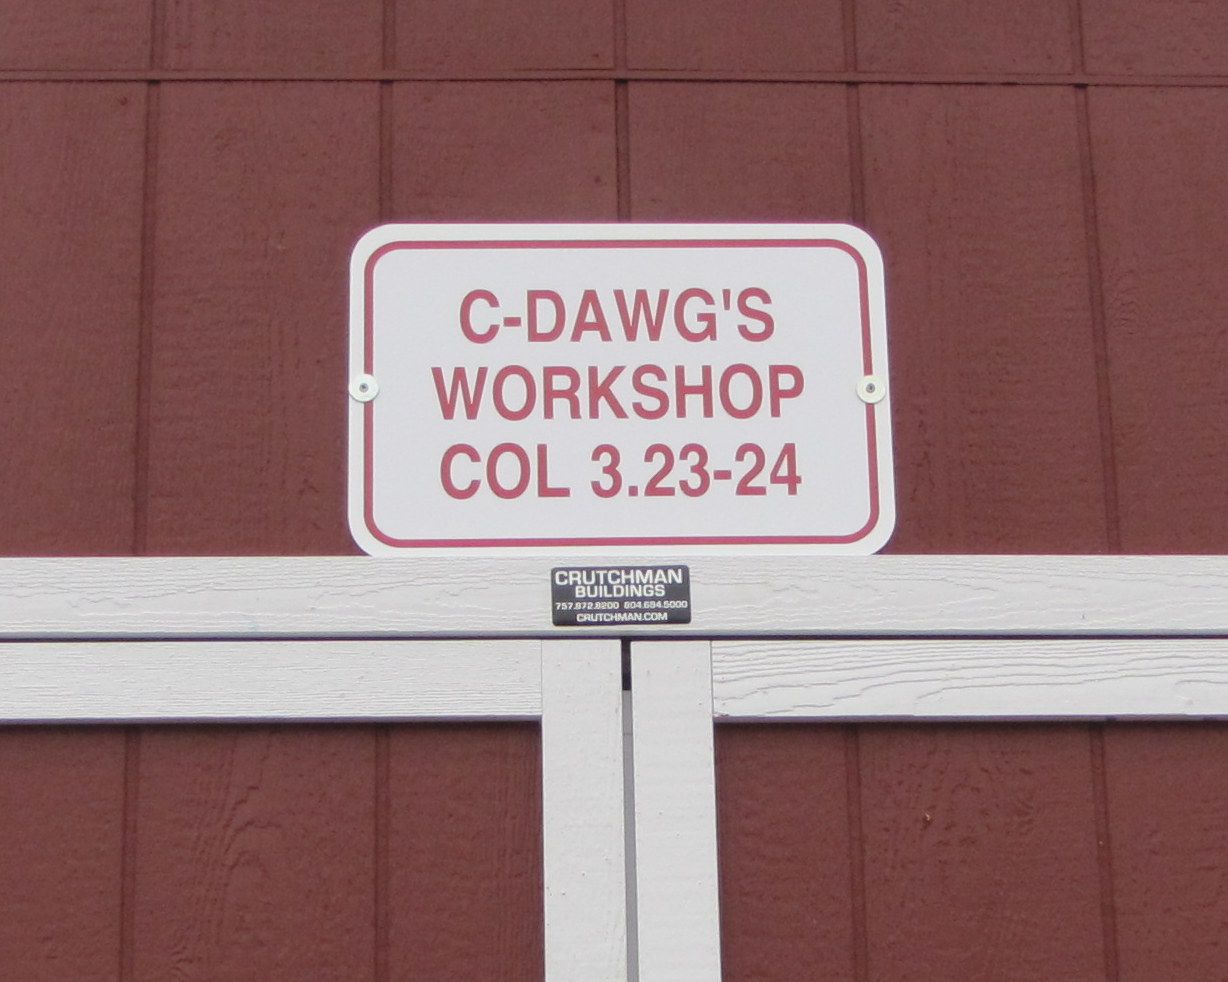 C-DAWG'S
WORKSHOP
COL 3.23-24
CRUTCHMAN
BUILDINGS
757.872.8200 804.694.5000
CRUTCHMAN.COM